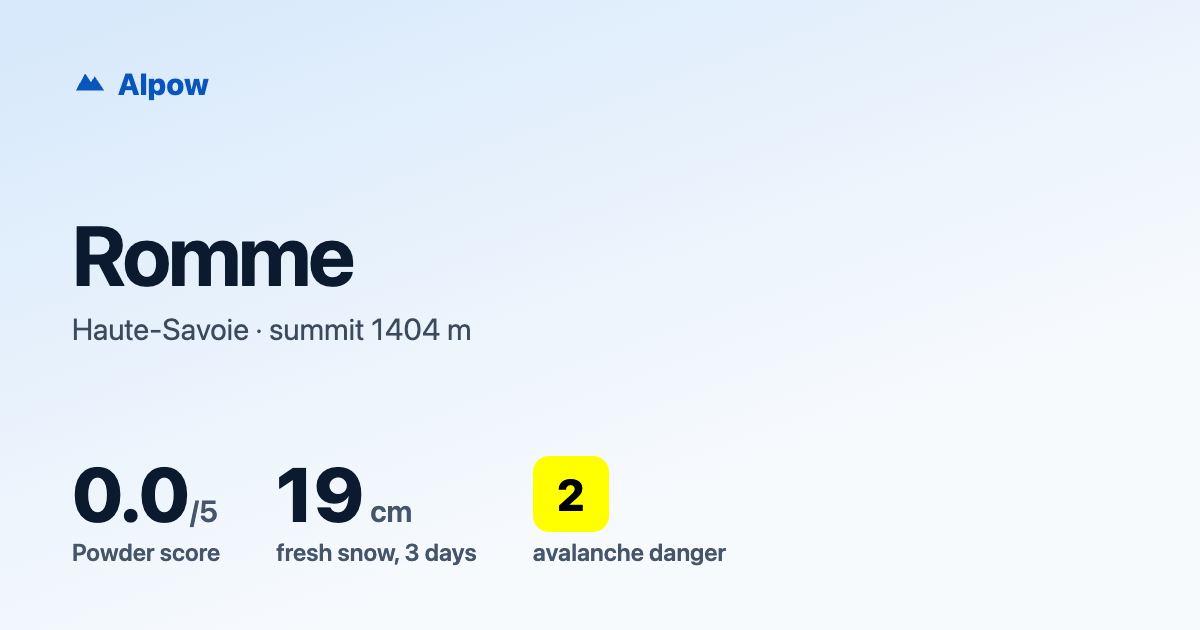 Alpow
Romme
Haute-Savoie · summit 1404 m
0.0/5
Powder score
19 cm
fresh snow, 3 days
2
avalanche danger